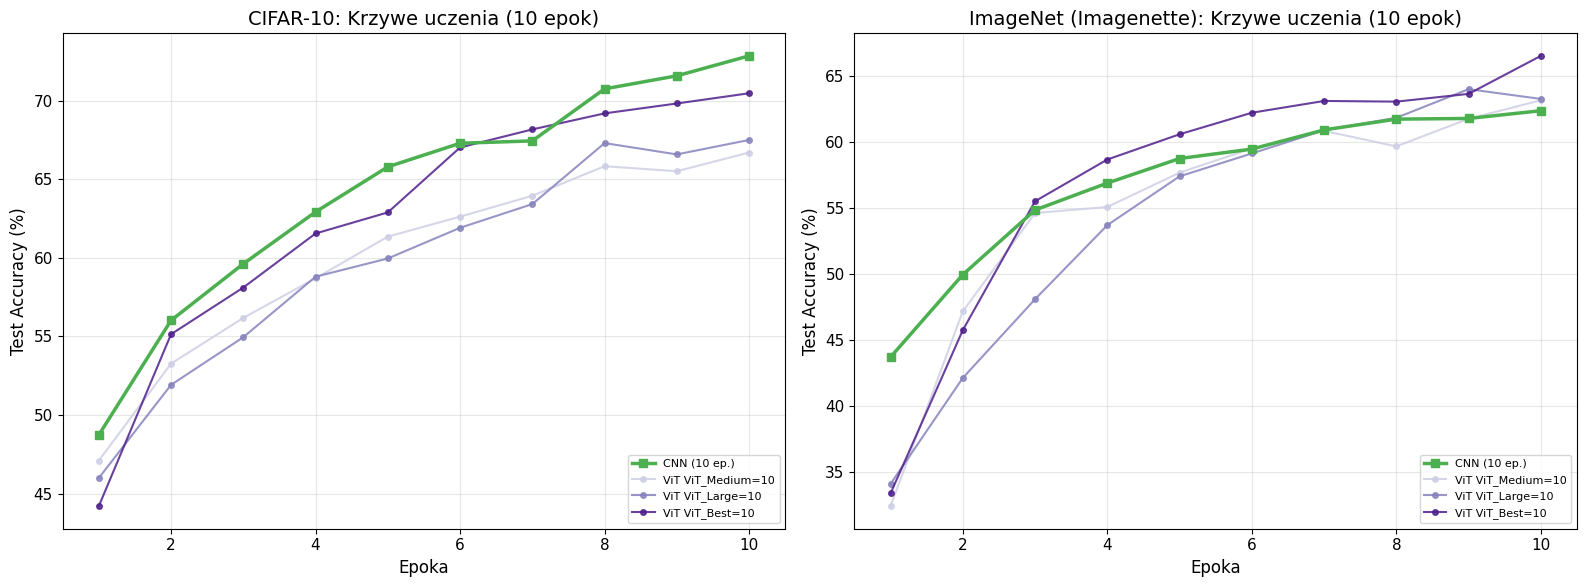 CIFAR-10: Krzywe uczenia (10 epok)
Test Accuracy (%)
70
65
60
55
50
45
2 4 6 8 10
Epoka
CNN (10 ep.)
ViT ViT_Medium=10
ViT ViT_Large=10
ViT ViT_Best=10
ImageNet (Imagenette): Krzywe uczenia (10 epok)
Test Accuracy (%)
65
60
55
50
45
40
35
2 4 6 8 10
Epoka
CNN (10 ep.)
ViT ViT_Medium=10
ViT ViT_Large=10
ViT ViT_Best=10